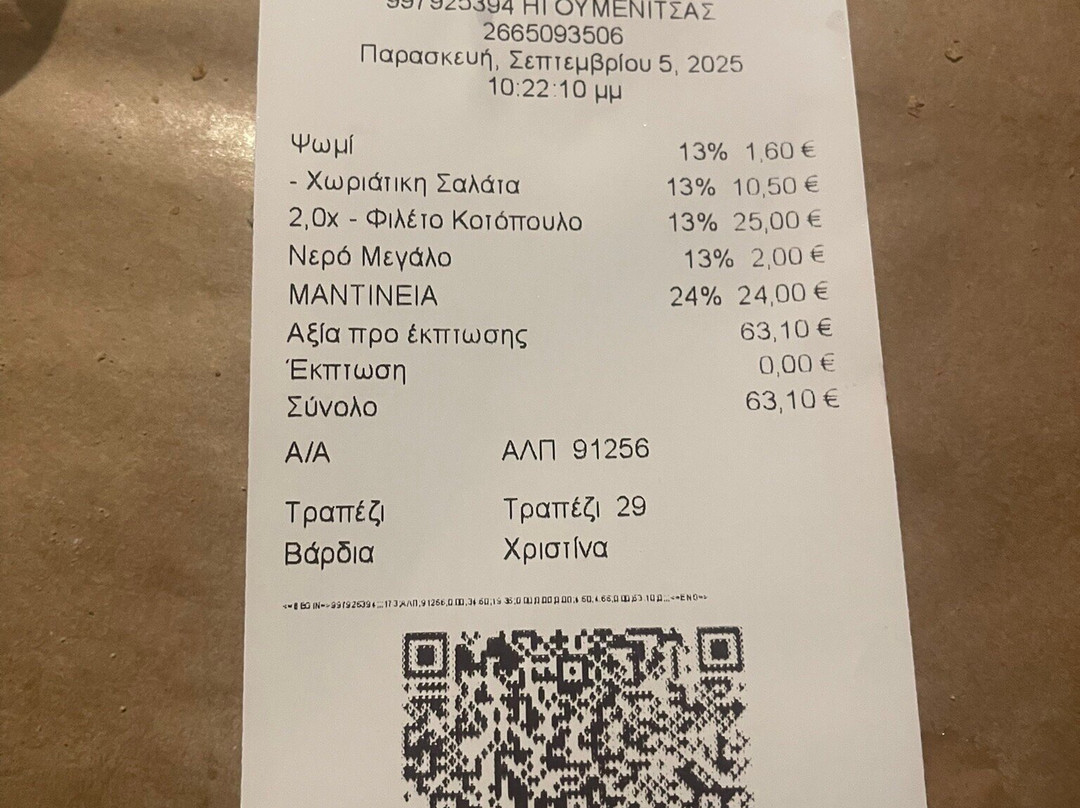 997925394 ΗΓΟΥΜΕΝΙΤΣΑΣ
2665093506
Παρασκευή, Σεπτεμβρίου 5, 2025
10:22:10 μμ
Ψωμί 13% 1,60 €
- Χωριάτικη Σαλάτα 13% 10,50 €
2,0x - Φιλέτο Κοτόπουλο 13% 25,00 €
Νερό Μεγάλο 13% 2,00 €
ΜΑΝΤΙΝΕΙΑ 24% 24,00 €
Αξία προ έκπτωσης 63,10 €
Έκπτωση 0,00 €
Σύνολο 63,10 €
Α/Α ΑΛΠ 91256
Τραπέζι Τραπέζι 29
Βάρδια Χριστίνα